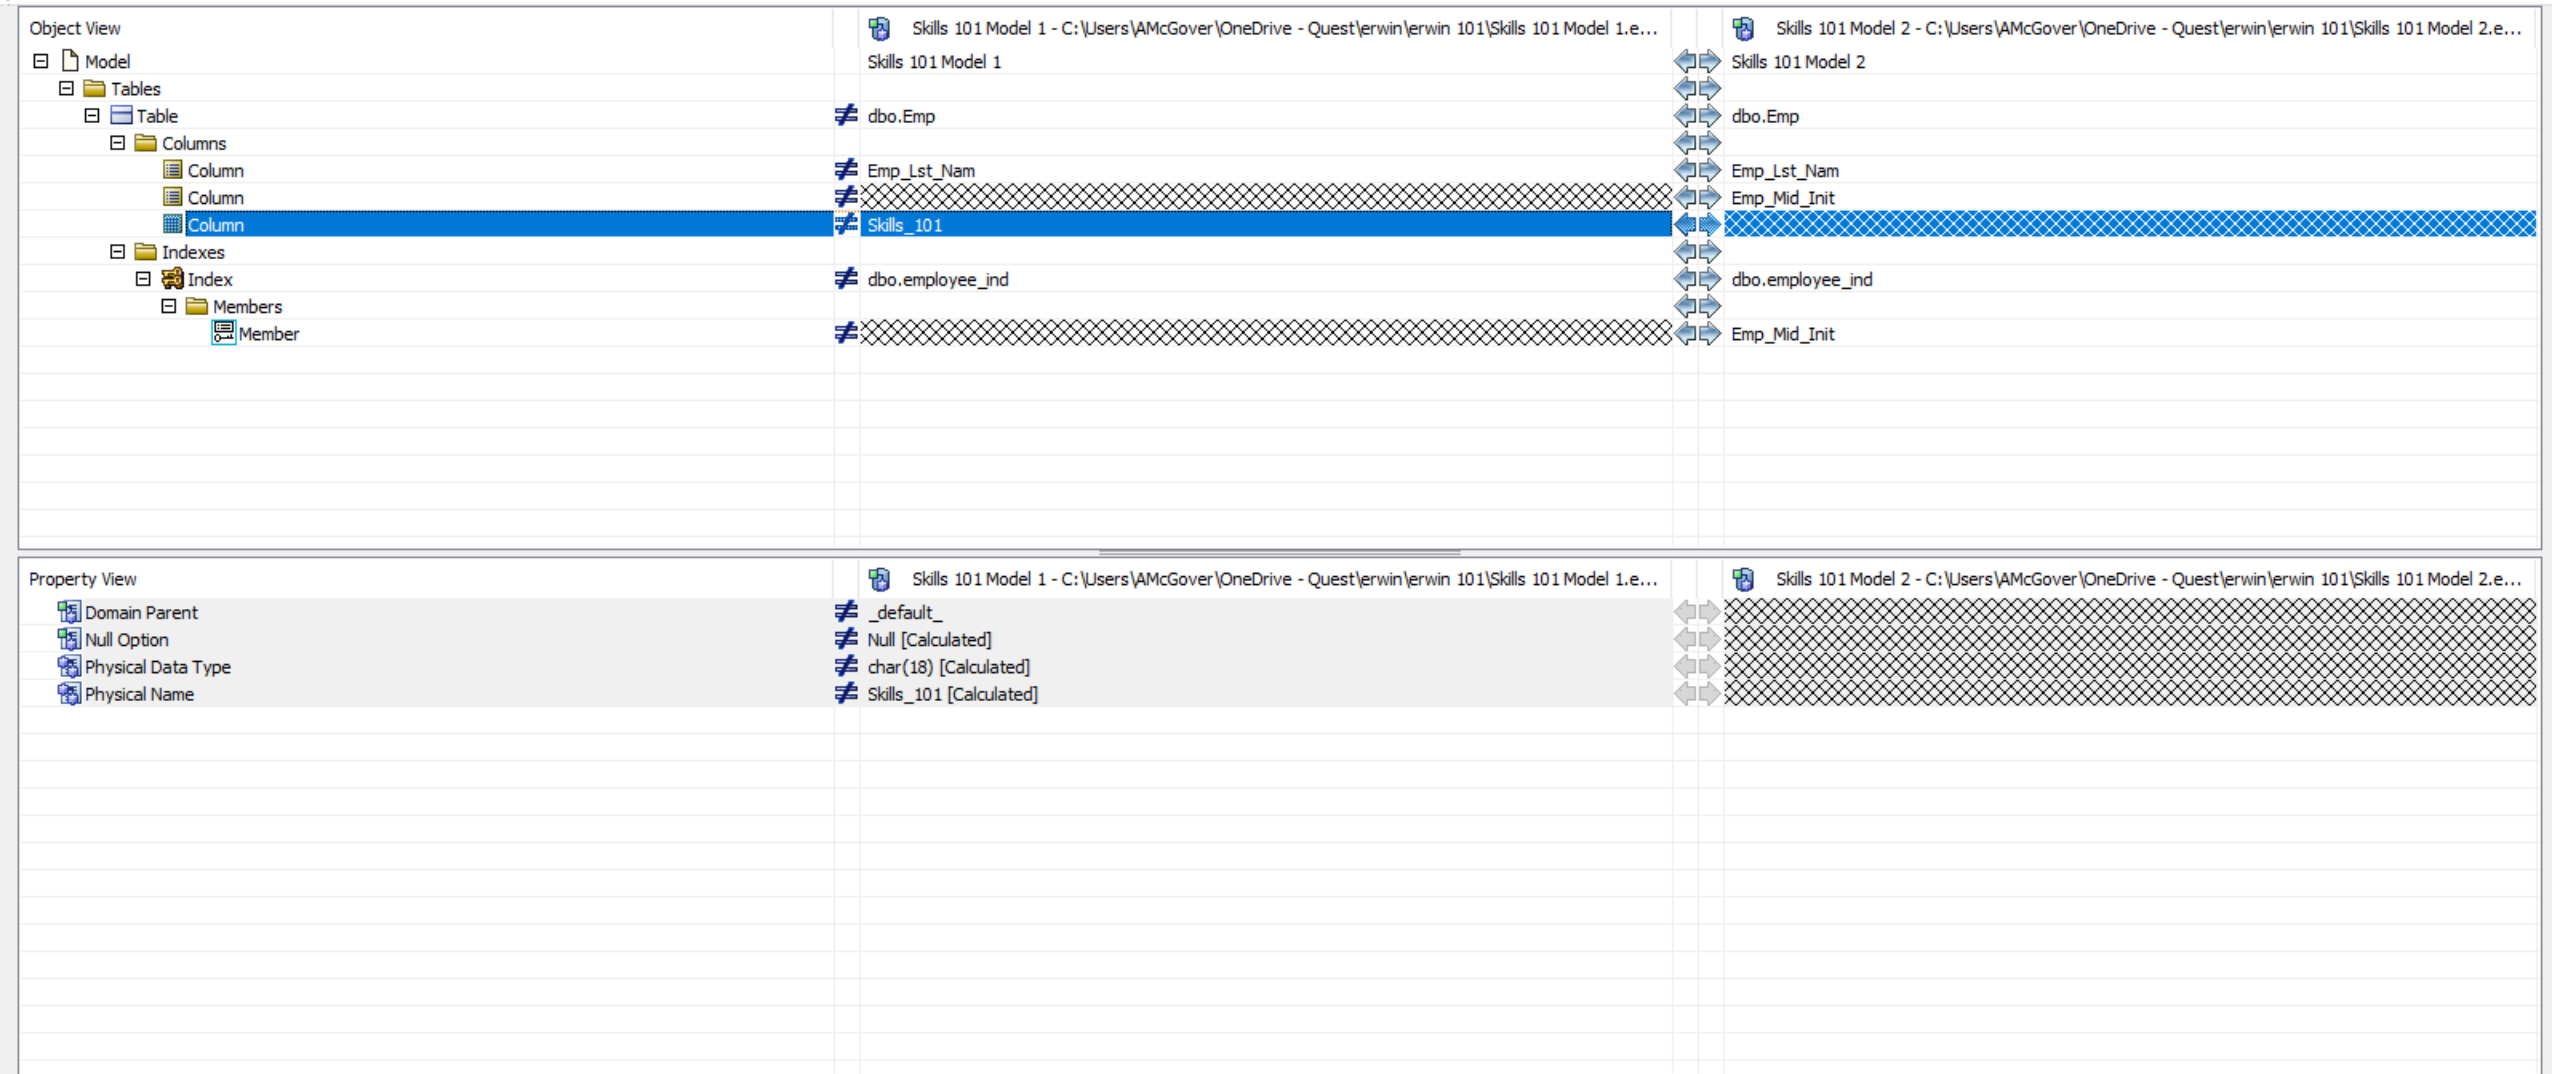 Object View Skills 101 Model 1 - C:\Users\AMcGover\OneDrive - Quest\erwin\erwin 101\Skills 101 Model 1.e... Skills 101 Model 2 - C:\Users\AMcGover\OneDrive - Quest\erwin\erwin 101\Skills 101 Model 2.e...
Model Skills 101 Model 1 Skills 101 Model 2
Tables
Table dbo.Emp dbo.Emp
Columns
Column Emp_Lst_Nam Emp_Lst_Nam
Column Emp_Mid_Init
Column Skills_101
Indexes
Index dbo.employee_ind dbo.employee_ind
Members
Member Emp_Mid_Init
Property View Skills 101 Model 1 - C:\Users\AMcGover\OneDrive - Quest\erwin\erwin 101\Skills 101 Model 1.e... Skills 101 Model 2 - C:\Users\AMcGover\OneDrive - Quest\erwin\erwin 101\Skills 101 Model 2.e...
Domain Parent _default_
Null Option Null [Calculated]
Physical Data Type char(18) [Calculated]
Physical Name Skills_101 [Calculated]